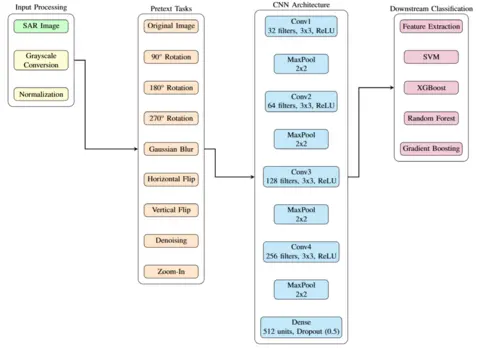 Input Processing
SAR Image
Grayscale
Conversion
Normalization
Pretext Tasks
Original Image
90° Rotation
180° Rotation
270° Rotation
Gaussian Blur
Horizontal Flip
Vertical Flip
Denoising
Zoom-In
CNN Architecture
Conv1
32 filters, 3x3, ReLU
MaxPool
2x2
Conv2
64 filters, 3x3, ReLU
MaxPool
2x2
Conv3
128 filters, 3x3, ReLU
MaxPool
2x2
Conv4
256 filters, 3x3, ReLU
MaxPool
2x2
Dense
512 units, Dropout (0.5)
Downstream Classification
Feature Extraction
SVM
XGBoost
Random Forest
Gradient Boosting